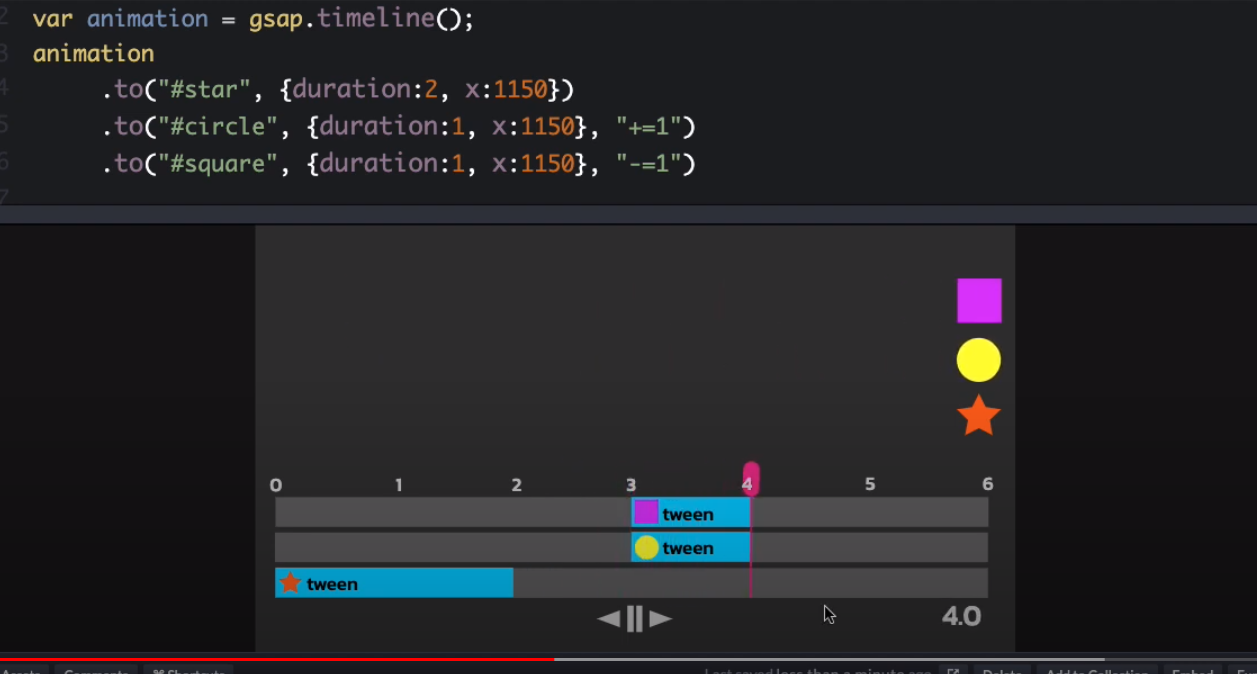 2 var animation = gsap.timeline();
3 animation
4 .to("#star", {duration:2, x:1150})
5 .to("#circle", {duration:1, x:1150}, "+=1")
6 .to("#square", {duration:1, x:1150}, "-=1")
7
0 1 2 3 4 5 6
tween
tween
tween
4.0
Assets Comments ⌘ Shortcuts Last saved less than a minute ago Delete Add to Collection Embed